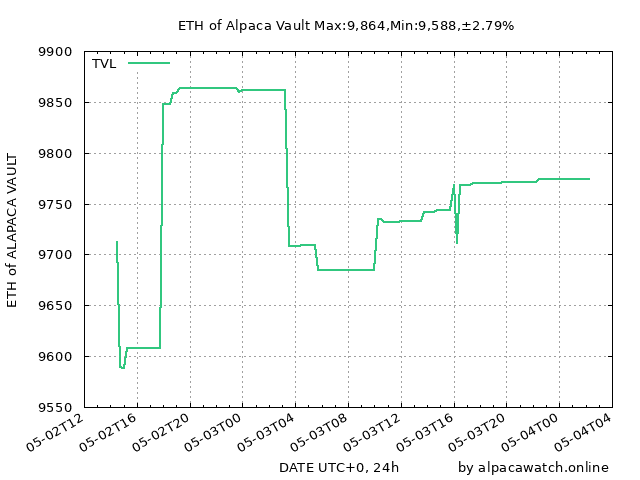 ETH of Alpaca Vault Max:9,864,Min:9,588,±2.79%
TVL
ETH of ALAPACA VAULT
9900
9850
9800
9750
9700
9650
9600
9550
05-02T12
05-02T16
05-02T20
05-03T00
05-03T04
05-03T08
05-03T12
05-03T16
05-03T20
05-04T00
05-04T04
DATE UTC+0, 24h
by alpacawatch.online